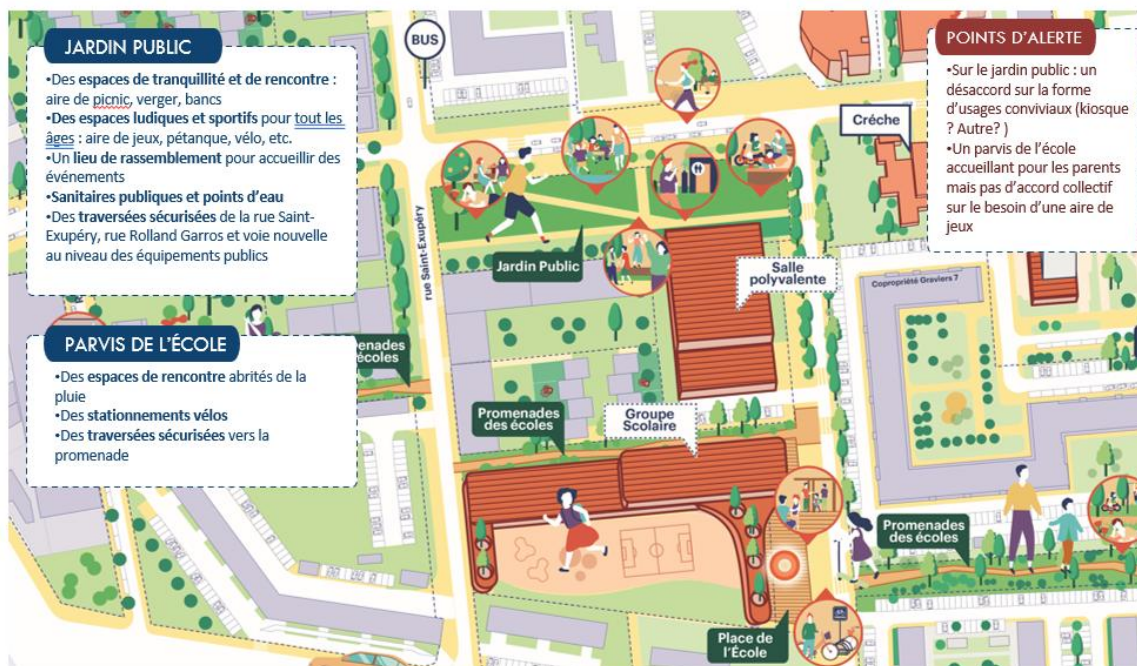 JARDIN PUBLIC
•Des espaces de tranquillité et de rencontre :
aire de picnic, verger, bancs
•Des espaces ludiques et sportifs pour tout les
âges : aire de jeux, pétanque, vélo, etc.
•Un lieu de rassemblement pour accueillir des
événements
•Sanitaires publiques et points d'eau
•Des traversées sécurisées de la rue Saint-
Exupéry, rue Rolland Garros et voie nouvelle
au niveau des équipements publics
PARVIS DE L'ÉCOLE
•Des espaces de rencontre abrités de la
pluie
•Des stationnements vélos
•Des traversées sécurisées vers la
promenade
POINTS D'ALERTE
•Sur le jardin public : un
désaccord sur la forme
d'usages conviviaux (kiosque
? Autre? )
•Un parvis de l'école
accueillant pour les parents
mais pas d'accord collectif
sur le besoin d'une aire de
jeux
BUS
Crèche
rue Saint-Exupéry
Jardin Public
Salle
polyvalente
Copropriété Graviers 7
écoles
Promenades
des écoles
Groupe
Scolaire
Promenades
des écoles
Place de
l'École